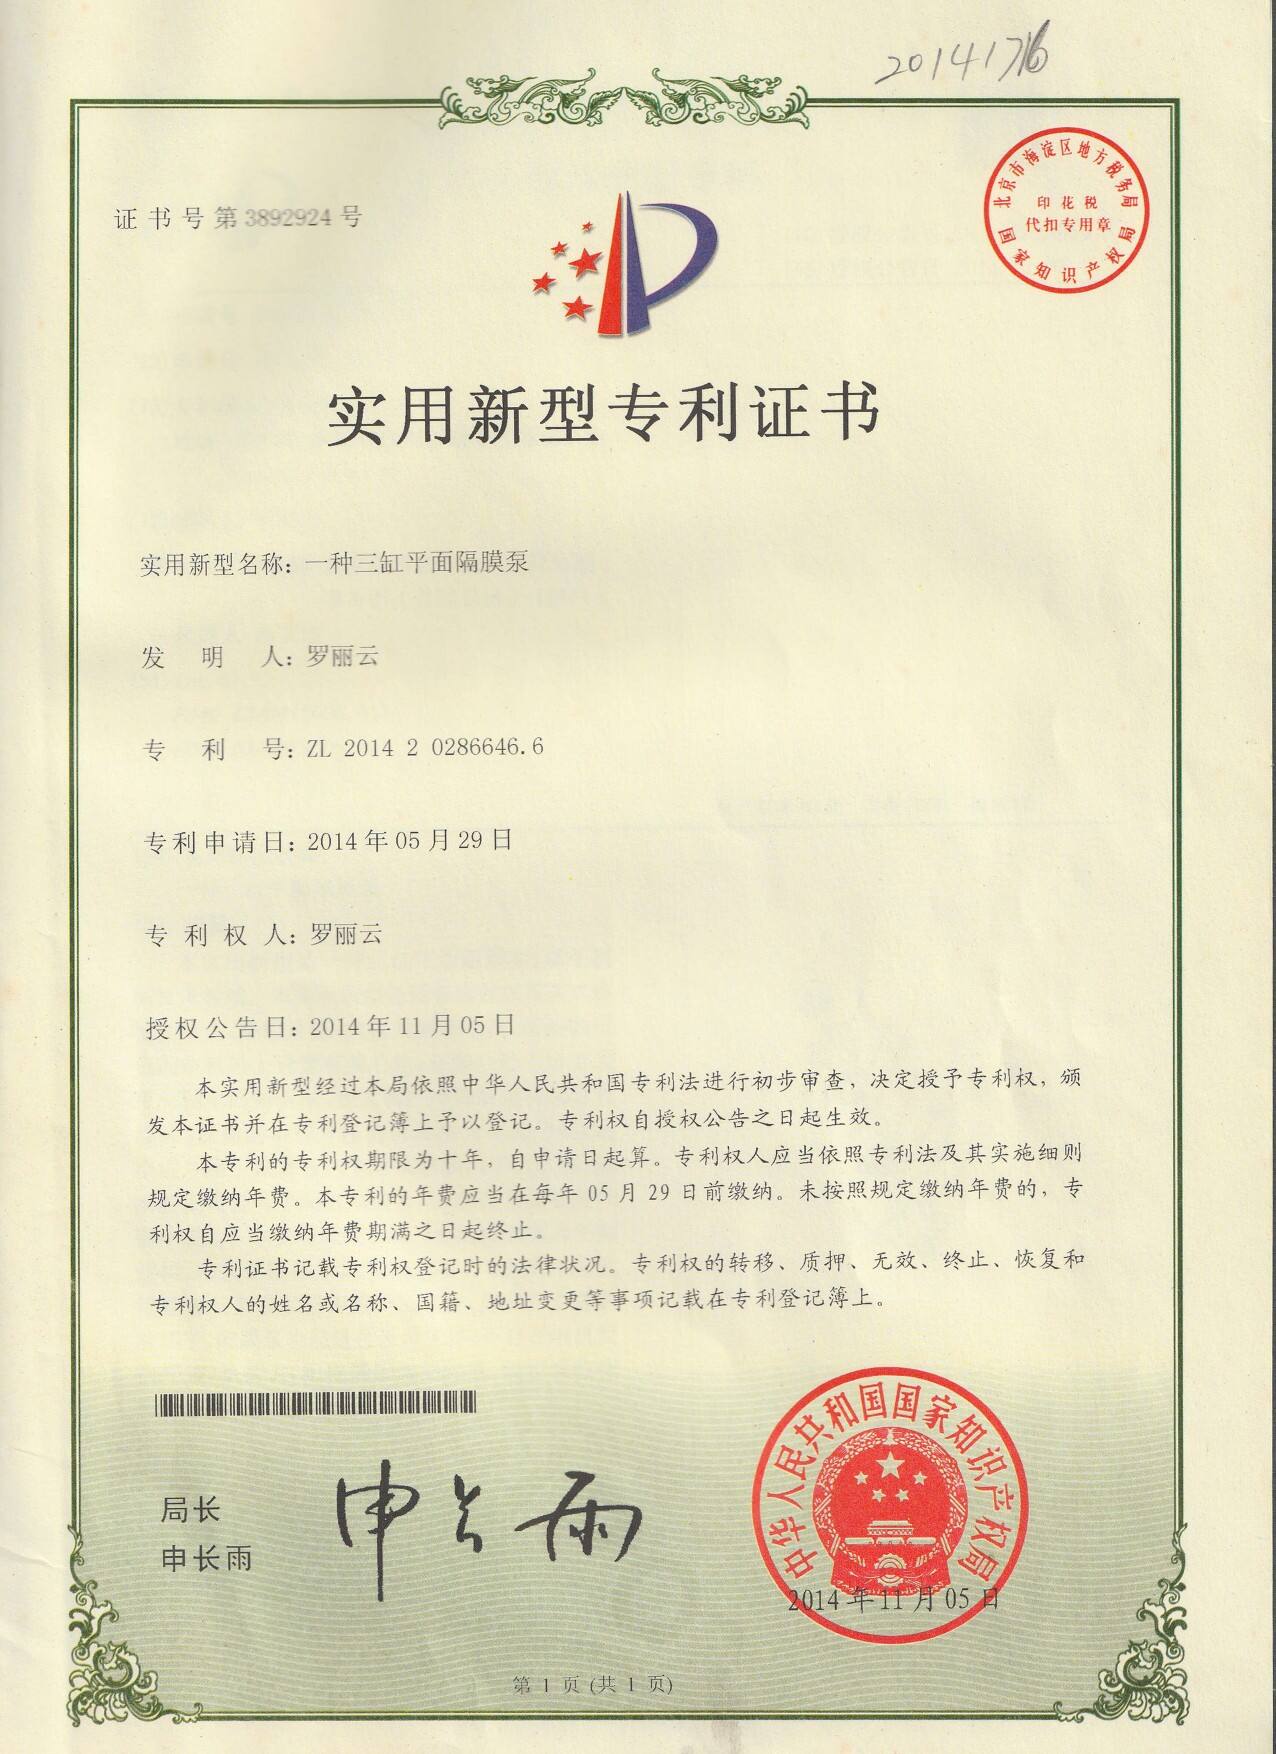 2014176
证书号第3892924号
北京市海淀区地方税务局
印花税
代扣专用章
国家知识产权局
实用新型专利证书
实用新型名称：一种三缸平面隔膜泵
发明人：罗丽云
专利号：ZL 2014 2 0286646.6
专利申请日：2014年05月29日
专利权人：罗丽云
授权公告日：2014年11月05日
本实用新型经过本局依照中华人民共和国专利法进行初步审查，决定授予专利权，颁
发本证书并在专利登记簿上予以登记。专利权自授权公告之日起生效。
本专利的专利权期限为十年，自申请日起算。专利权人应当依照专利法及其实施细则
规定缴纳年费。本专利的年费应当在每年05月29日前缴纳。未按照规定缴纳年费的，专
利权自应当缴纳年费期满之日起终止。
专利证书记载专利权登记时的法律状况。专利权的转移、质押、无效、终止、恢复和
专利权人的姓名或名称、国籍、地址变更等事项记载在专利登记簿上。
局长
申长雨
申长雨
中华人民共和国国家知识产权局
2014年11月05日
第 1 页 (共 1 页)